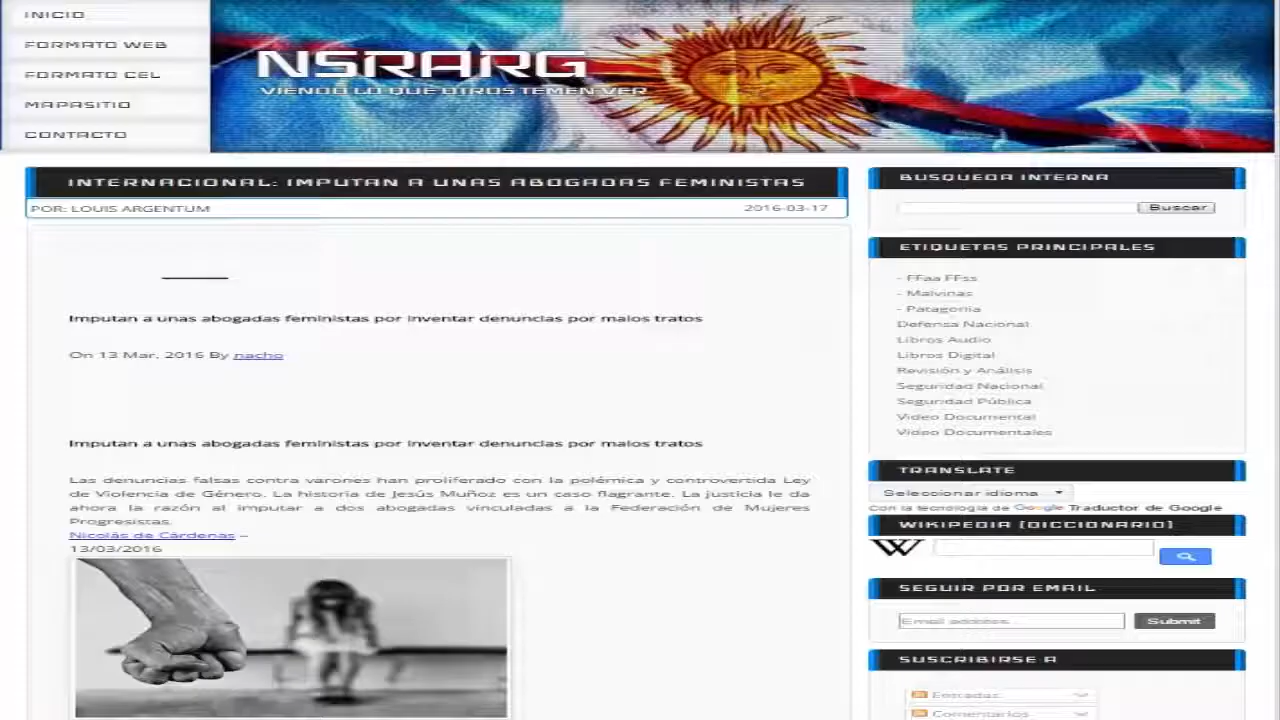 INICIO
FORMATO WEB
FORMATO CEL
MAPASITIO
CONTACTO
NSRARG
VIENDO LO QUE OTROS TEMEN VER
INTERNACIONAL: IMPUTAN A UNAS ABOGADAS FEMINISTAS
POR: LOUIS ARGENTUM 2016-03-17
Imputan a unas abogadas feministas por inventar denuncias por malos tratos
On 13 Mar, 2016 By nacho
Imputan a unas abogadas feministas por inventar denuncias por malos tratos
Las denuncias falsas contra varones han proliferado con la polémica y controvertida Ley
de Violencia de Género. La historia de Jesús Muñoz es un caso flagrante. La justicia le da
ahora la razón al imputar a dos abogadas vinculadas a la Federación de Mujeres
Progresistas.
Nicolás de Cárdenas –
13/03/2016
BUSQUEDA INTERNA
Buscar
ETIQUETAS PRINCIPALES
- FFaa FFss
- Malvinas
- Patagonia
Defensa Nacional
Libros Audio
Libros Digital
Revisión y Análisis
Seguridad Nacional
Seguridad Pública
Video Documental
Video Documentales
TRANSLATE
Seleccionar idioma
Con la tecnología de Google Traductor de Google
WIKIPEDIA [DICCIONARIO]
W
SEGUIR POR EMAIL
Email address... Submit
SUSCRIBIRSE A
Entradas
Comentarios